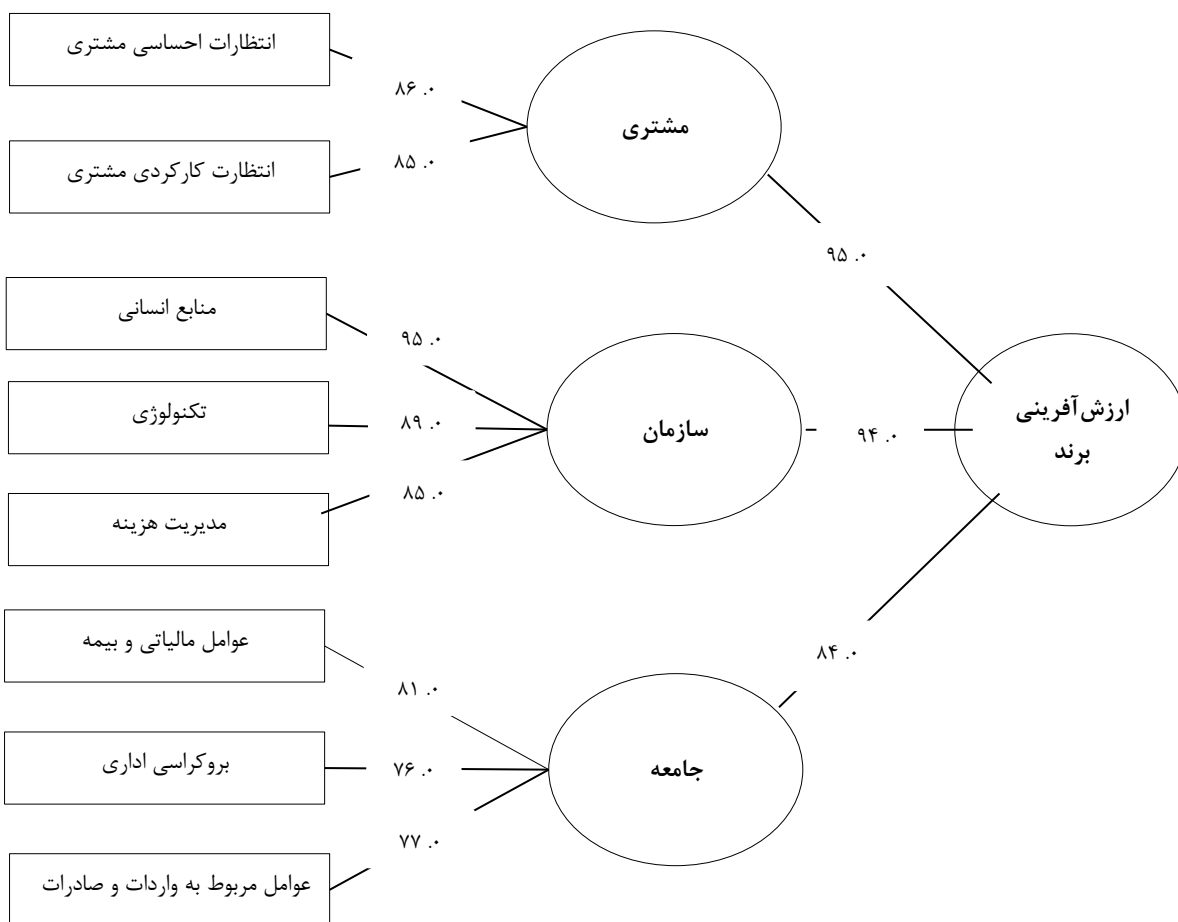 انتظارات احساسی مشتری
۸۶ .۰
مشتری
انتظارت کارکردی مشتری
۸۵ .۰
۹۵ .۰
منابع انسانی
۹۵ .۰
تکنولوژی
۸۹ .۰
سازمان
۹۴ .۰
ارزش‌آفرینی
برند
مدیریت هزینه
۸۵ .۰
عوامل مالیاتی و بیمه
۸۱ .۰
۸۴ .۰
بروکراسی اداری
۷۶ .۰
جامعه
عوامل مربوط به واردات و صادرات
۷۷ .۰